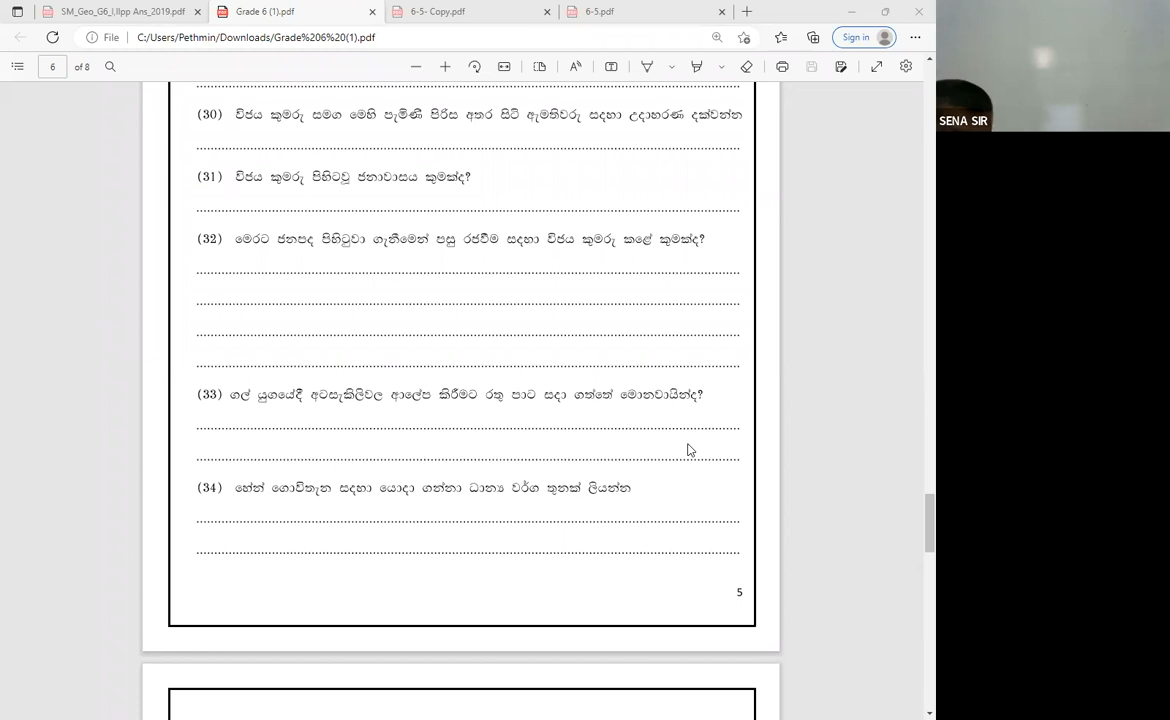 SM_Geo_G6_I,IIpp Ans_2019.pdf
Grade 6 (1).pdf
6-5- Copy.pdf
6-5.pdf
File
C:/Users/Pethmin/Downloads/Grade%206%20(1).pdf
Sign in
6 of 8
(30) විජය කුමරු සමග මෙහි පැමිණි පිරිස අතර සිටි ඇමතිවරු සදහා උදාහරණ දක්වන්න
(31) විජය කුමරු පිහිටවූ ජනාවාසය කුමක්ද?
(32) මෙරට ජනපද පිහිටුවා ගැනීමෙන් පසු රජවීම සදහා විජය කුමරු කළේ කුමක්ද?
(33) ගල් යුගයේදී අටසැකිලිවල ආලේප කිරීමට රතු පාට සදා ගත්තේ මොනවායින්ද?
(34) හේන් ගොවිතැන සදහා යොදා ගන්නා ධාන්‍ය වර්ග තුනක් ලියන්න
5
SENA SIR